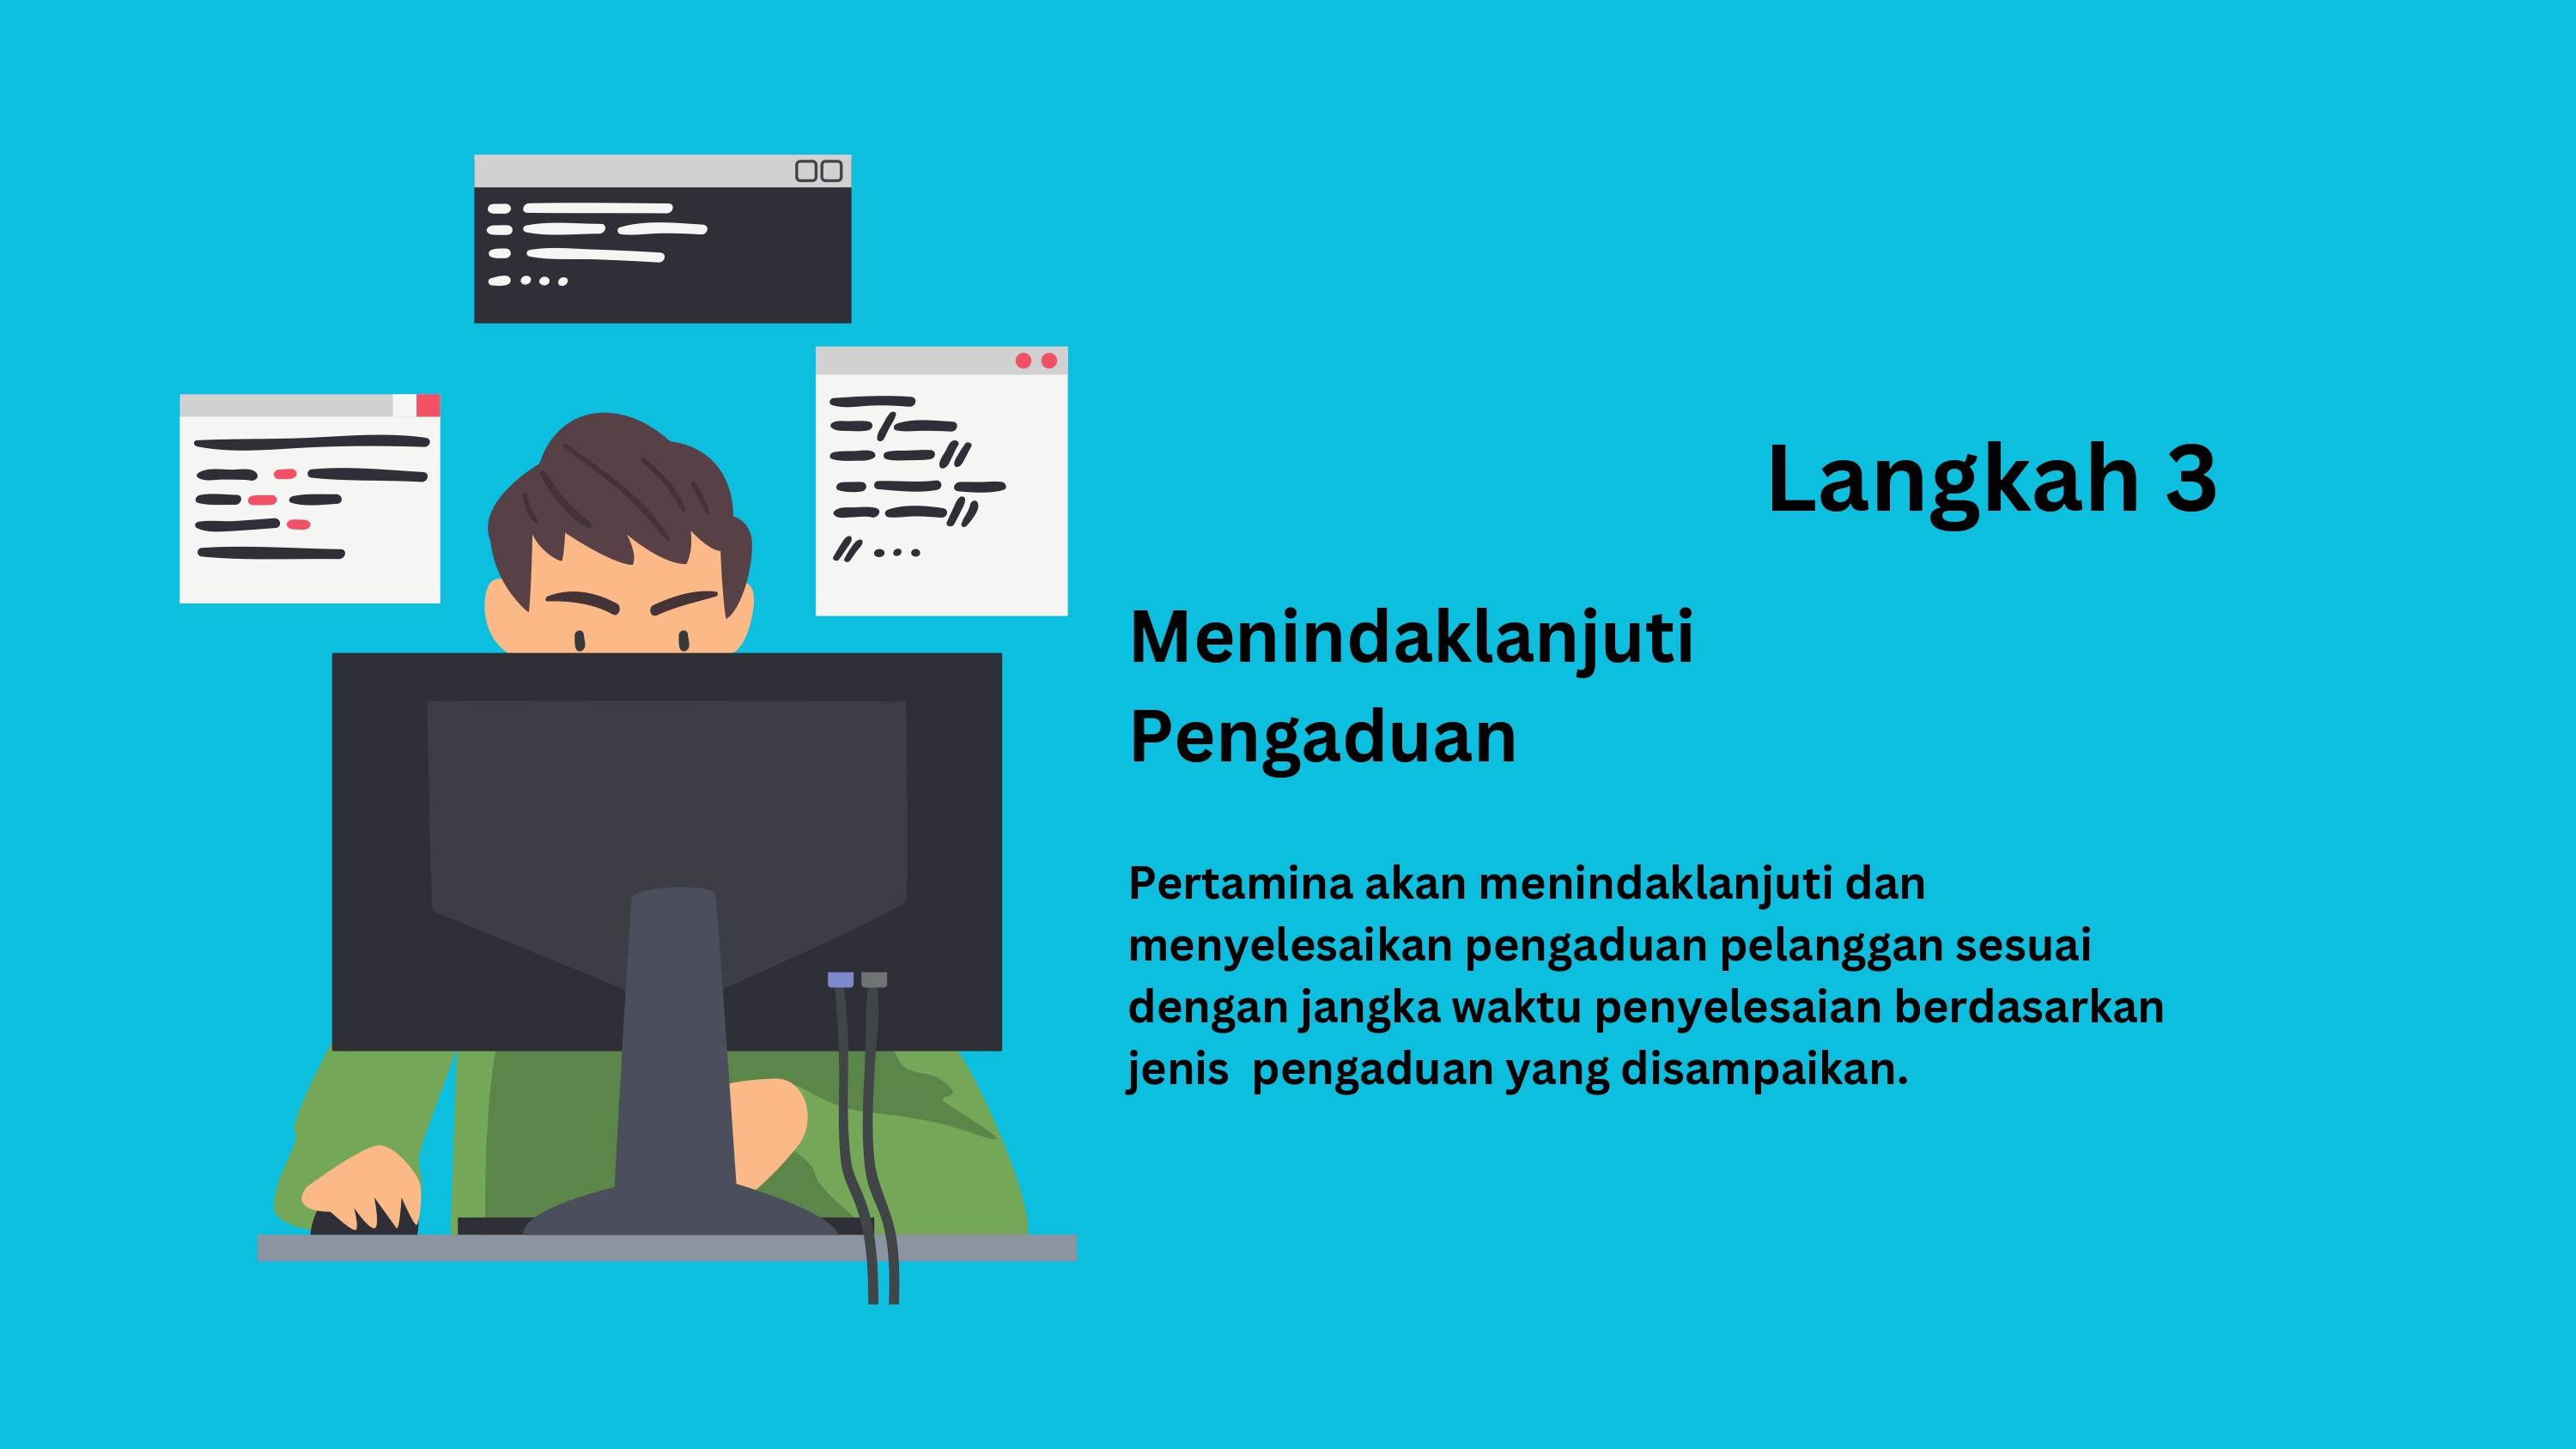 Langkah 3
Menindaklanjuti
Pengaduan
Pertamina akan menindaklanjuti dan
menyelesaikan pengaduan pelanggan sesuai
dengan jangka waktu penyelesaian berdasarkan
jenis  pengaduan yang disampaikan.